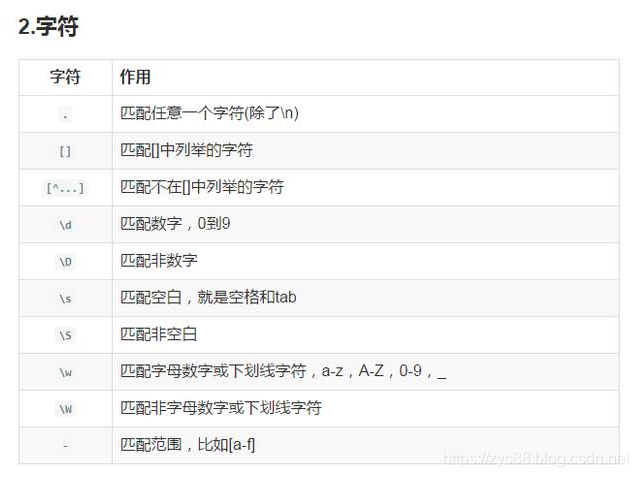 2.字符
字符 作用
. 匹配任意一个字符(除了\n)
[] 匹配[]中列举的字符
[^...] 匹配不在[]中列举的字符
\d 匹配数字，0到9
\D 匹配非数字
\s 匹配空白，就是空格和tab
\S 匹配非空白
\w 匹配字母数字或下划线字符，a-z，A-Z，0-9，_
\W 匹配非字母数字或下划线字符
- 匹配范围，比如[a-f]
https://zyc88.blog.csdn.net